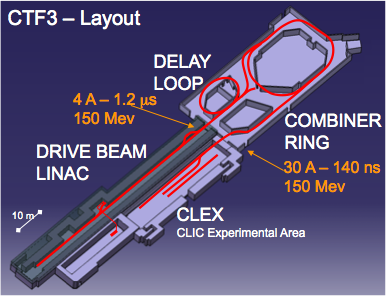 CTF3 – Layout
DELAY
LOOP
4 A – 1.2 μs
150 Mev
COMBINER
RING
DRIVE BEAM
LINAC
30 A – 140 ns
150 Mev
10 m
CLEX
CLIC Experimental Area